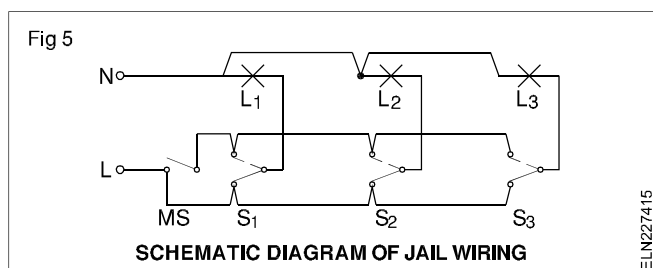 Fig 5
N
L1 L2 L3
L
MS S1 S2 S3
SCHEMATIC DIAGRAM OF JAIL WIRING
ELN227415